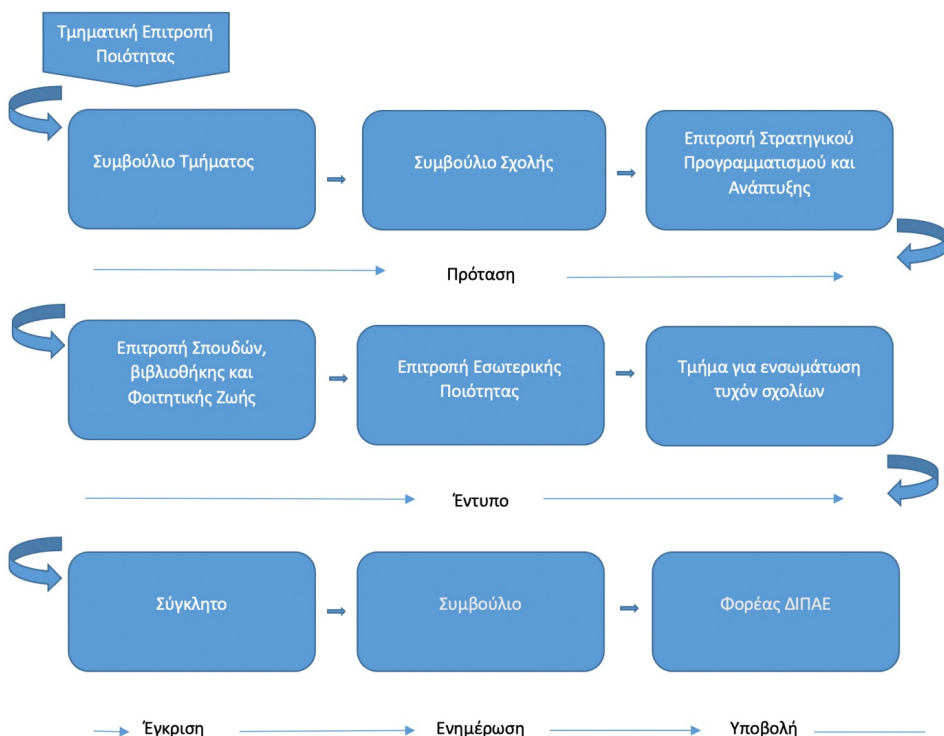 Τμηματική Επιτροπή
Ποιότητας
Συμβούλιο Τμήματος
Συμβούλιο Σχολής
Επιτροπή Στρατηγικού
Προγραμματισμού και
Ανάπτυξης
Πρόταση
Επιτροπή Σπουδών,
βιβλιοθήκης και
Φοιτητικής Ζωής
Επιτροπή Εσωτερικής
Ποιότητας
Τμήμα για ενσωμάτωση
τυχόν σχολίων
Έντυπο
Σύγκλητο
Συμβούλιο
Φορέας ΔΙΠΑΕ
Έγκριση
Ενημέρωση
Υποβολή